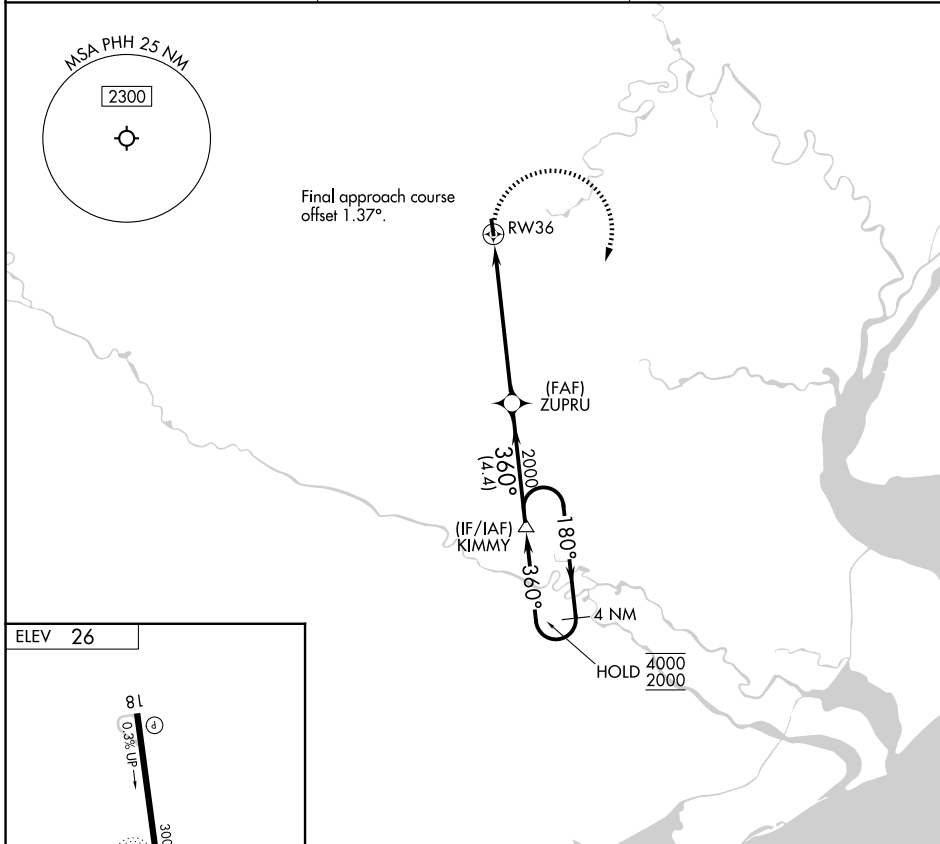 MSA PHH 25 NM
2300
Final approach course
offset 1.37°.
RW36
(FAF)
ZUPRU
2000
360°
(4.4)
(IF/IAF)
KIMMY
180°
360°
4 NM
HOLD 4000
2000
ELEV 26
18
P
0.3% UP